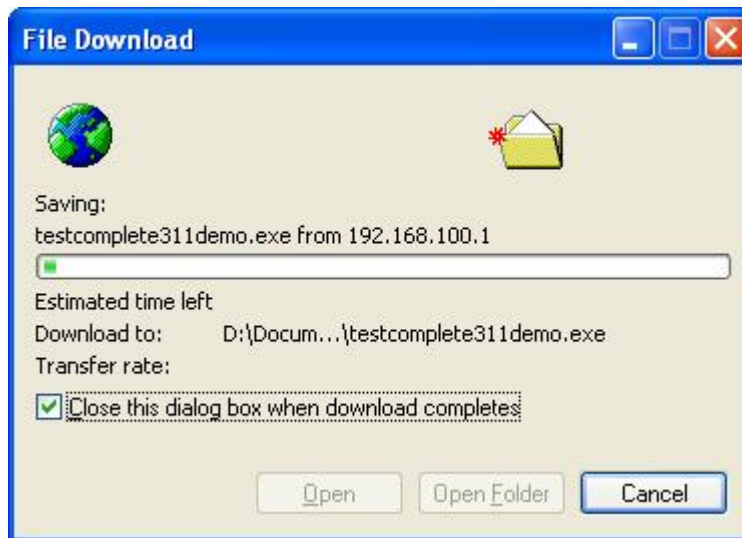 File Download
Saving:
testcomplete311demo.exe from 192.168.100.1
Estimated time left
Download to: D:\Docum...\testcomplete311demo.exe
Transfer rate:
Close this dialog box when download completes
Open Open Folder Cancel